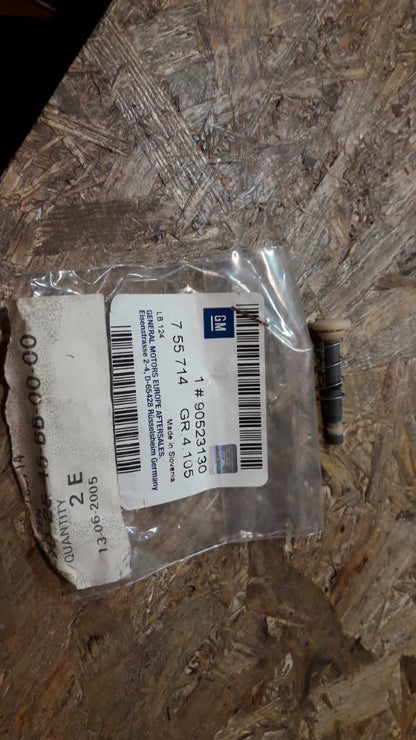 GM
1 # 90523130
7 55 714 GR.4.105
Made in Slovenia
LB 124
GENERAL MOTORS EUROPE AFTERSALES
Eisenstrasse 2-4, D-65428 Rüsselsheim Germany
13-06-2005
2E
QUANTITY